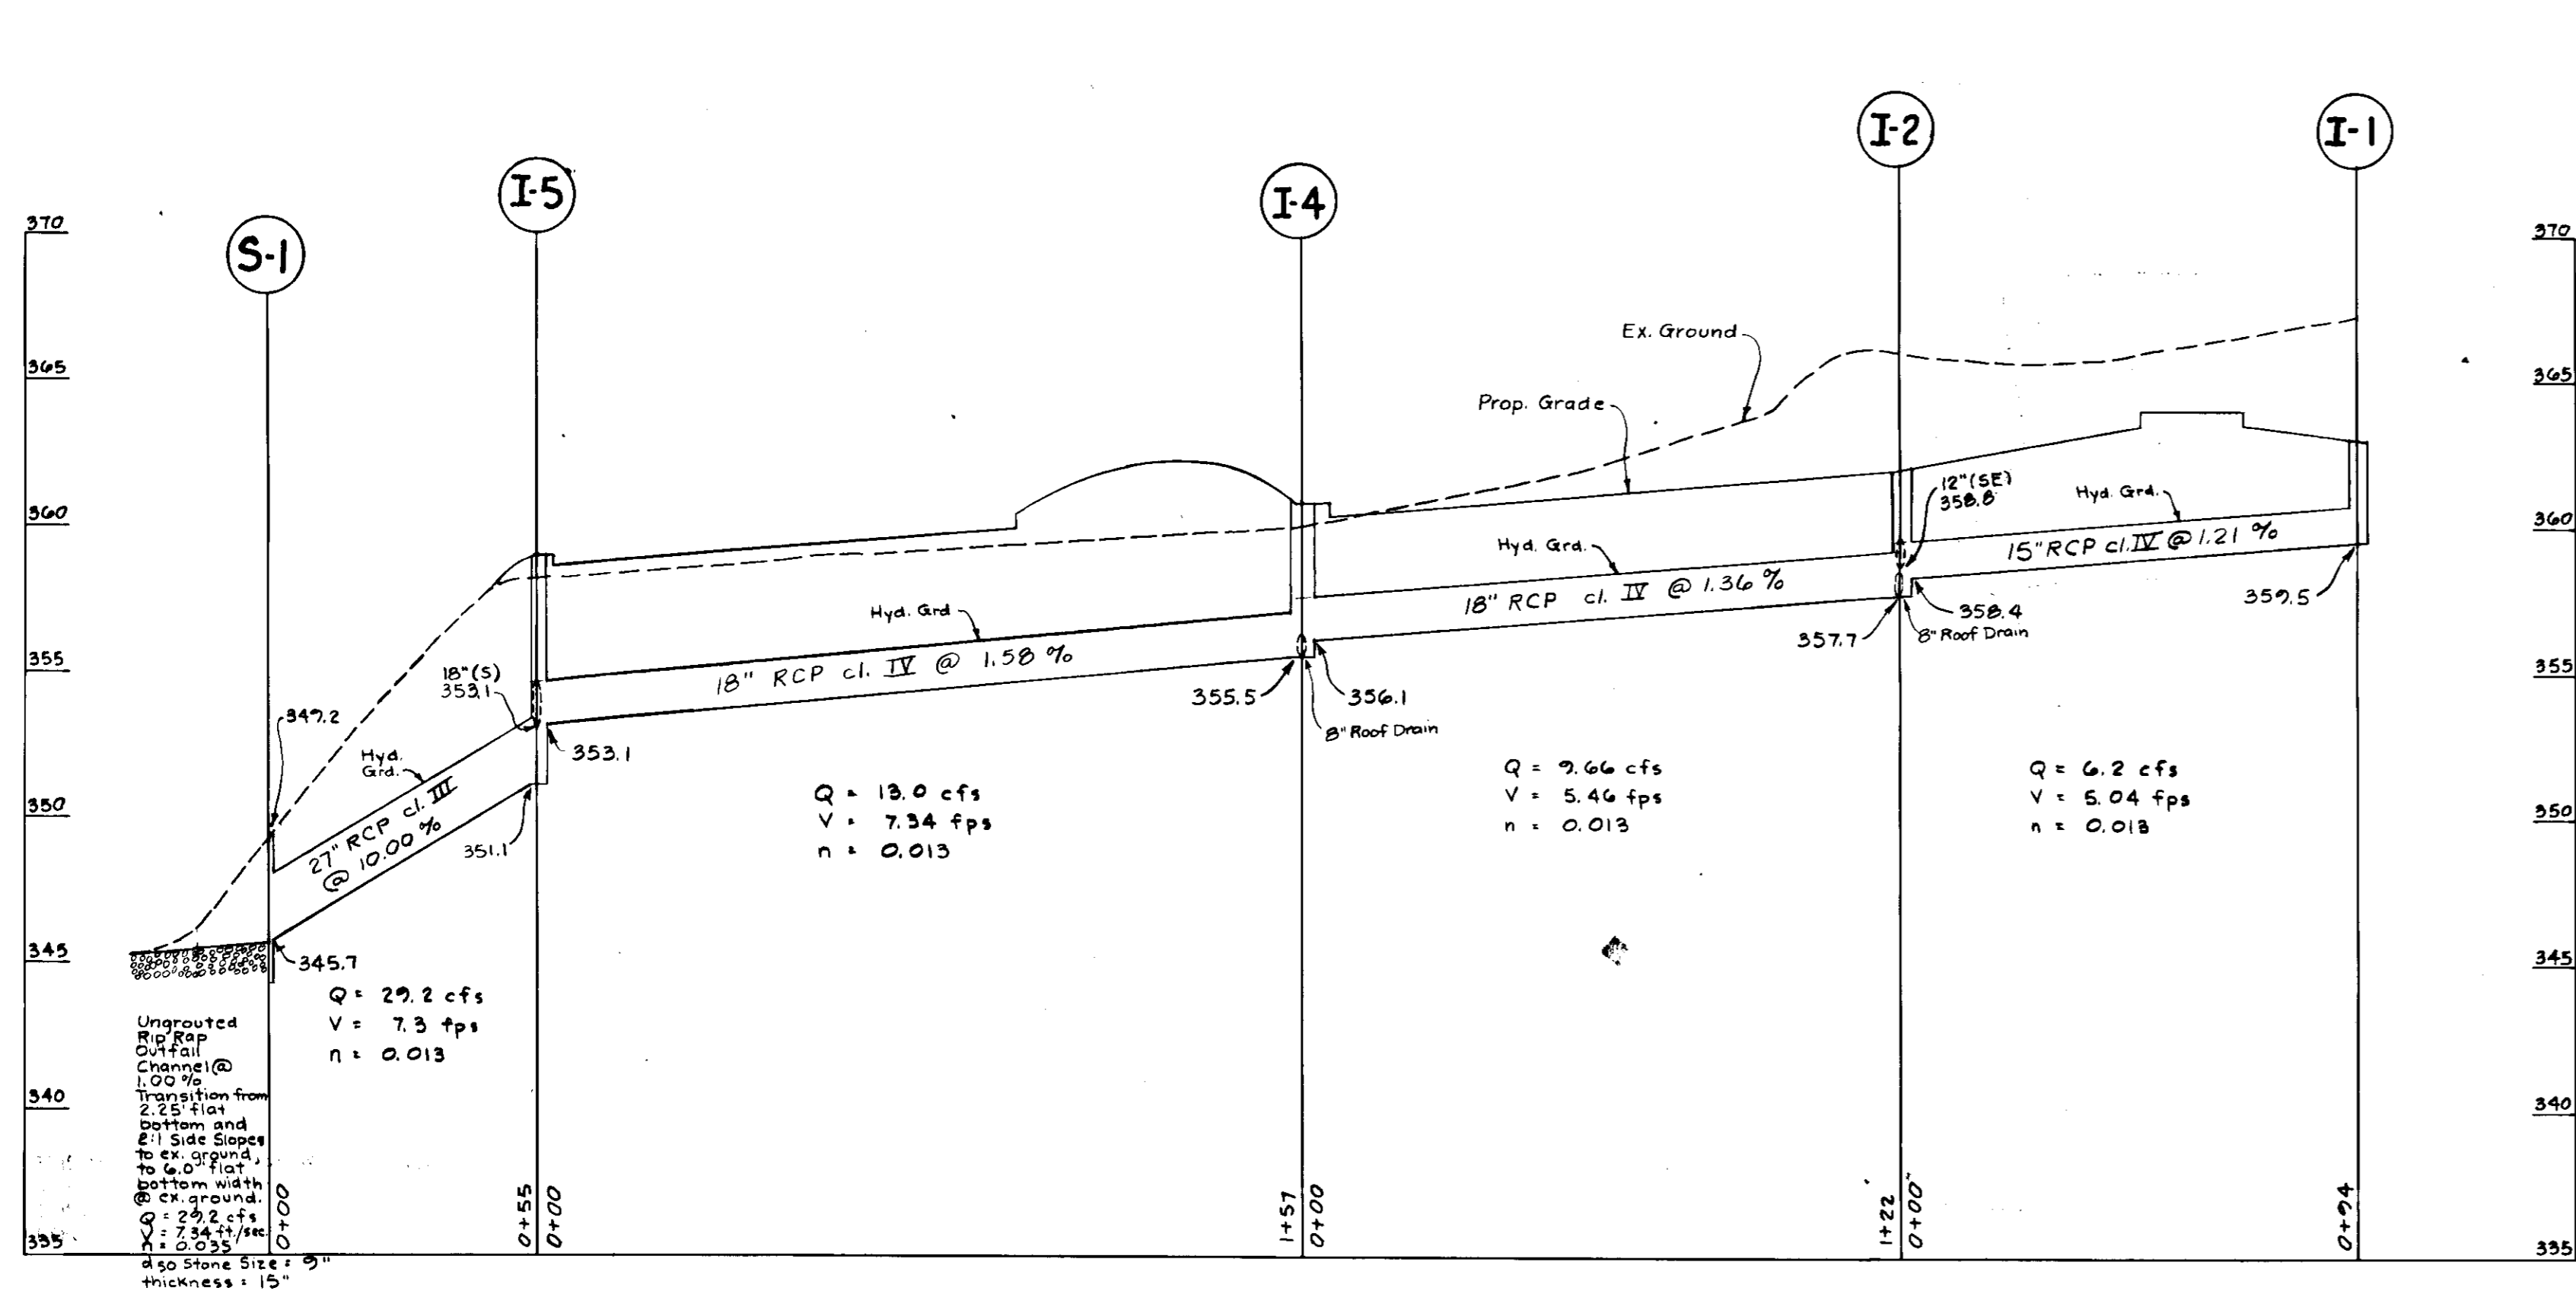 I-2
I-1
I-5
I-4
S-1
370
370
365
365
360
360
355
355
350
350
345
345
340
340
335
335
Ex. Ground
Prop. Grade
12"(SE)
358.8
Hyd. Grd.
15" RCP cl. IV @ 1.21 %
359.5
358.4
8" Roof Drain
357.7
Hyd. Grd.
18" RCP cl. IV @ 1.36 %
356.1
355.5
8" Roof Drain
Hyd. Grd
18" RCP cl. IV @ 1.58 %
18"(S)
353.1
353.1
349.2
Hyd.
Grd.
27" RCP cl. III
@ 10.00 %
351.1
345.7
Q = 13.0 cfs
V = 7.34 fps
n = 0.013
Q = 9.66 cfs
V = 5.46 fps
n = 0.013
Q = 6.2 cfs
V = 5.04 fps
n = 0.013
Q = 29.2 cfs
V = 7.3 fps
n = 0.013
Ungrouted
Rip Rap
Outfall
Channel @
1.00 %
Transition from
2.25' flat
bottom and
2:1 Side Slopes
to ex. ground,
to 6.0' flat
bottom width
@ ex. ground.
Q = 29.2 cfs
V = 7.34 ft/sec.
n = 0.035
d50 Stone Size = 9"
thickness = 15"
0+00
0+55
0+00
1+57
0+00
1+22
0+00
0+94